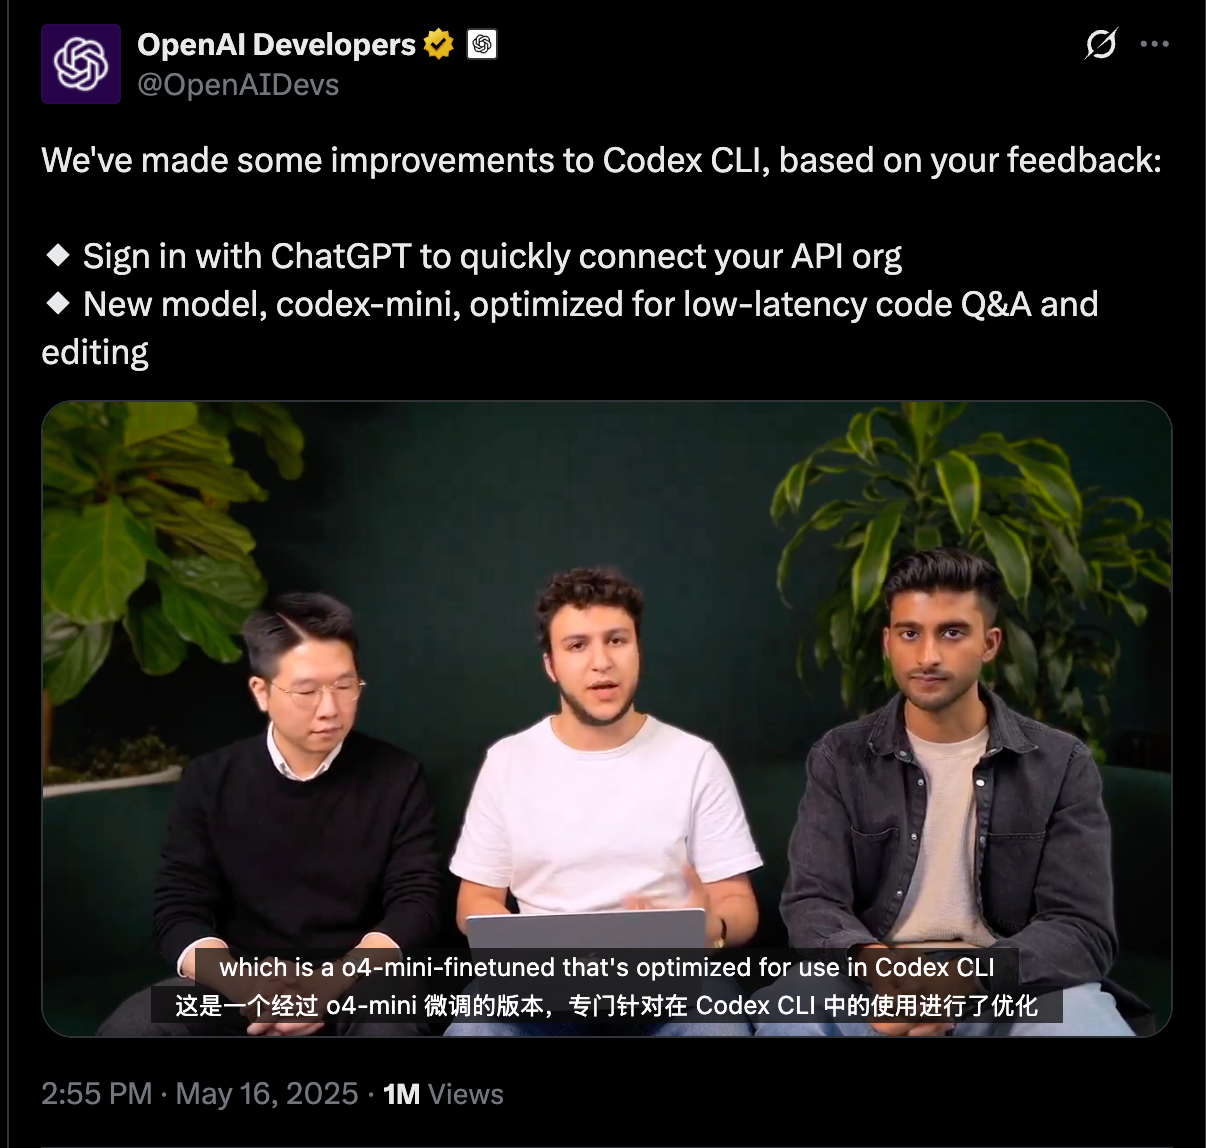 OpenAI Developers
@OpenAIDevs
We've made some improvements to Codex CLI, based on your feedback:
◆ Sign in with ChatGPT to quickly connect your API org
◆ New model, codex-mini, optimized for low-latency code Q&A and
editing
which is a o4-mini-finetuned that's optimized for use in Codex CLI
这是一个经过 o4-mini 微调的版本，专门针对在 Codex CLI 中的使用进行了优化
2:55 PM · May 16, 2025 · 1M Views